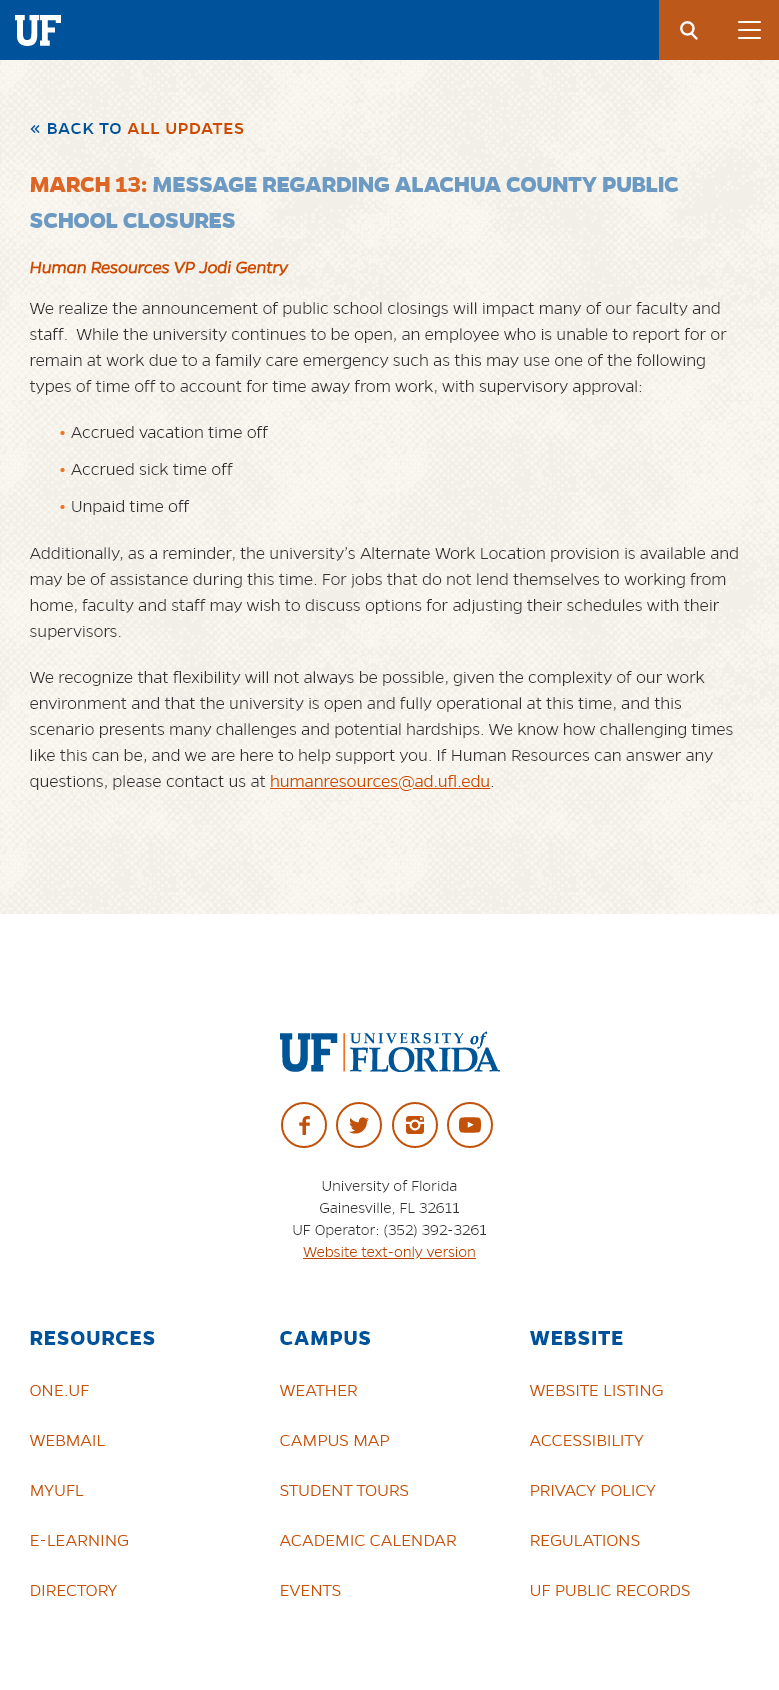 UF
« BACK TO ALL UPDATES
MARCH 13: MESSAGE REGARDING ALACHUA COUNTY PUBLIC
SCHOOL CLOSURES
Human Resources VP Jodi Gentry
We realize the announcement of public school closings will impact many of our faculty and
staff.  While the university continues to be open, an employee who is unable to report for or
remain at work due to a family care emergency such as this may use one of the following
types of time off to account for time away from work, with supervisory approval:
• Accrued vacation time off
• Accrued sick time off
• Unpaid time off
Additionally, as a reminder, the university's Alternate Work Location provision is available and
may be of assistance during this time. For jobs that do not lend themselves to working from
home, faculty and staff may wish to discuss options for adjusting their schedules with their
supervisors.
We recognize that flexibility will not always be possible, given the complexity of our work
environment and that the university is open and fully operational at this time, and this
scenario presents many challenges and potential hardships. We know how challenging times
like this can be, and we are here to help support you. If Human Resources can answer any
questions, please contact us at humanresources@ad.ufl.edu.
UF UNIVERSITY of
FLORIDA
University of Florida
Gainesville, FL 32611
UF Operator: (352) 392-3261
Website text-only version
RESOURCES
ONE.UF
WEBMAIL
MYUFL
E-LEARNING
DIRECTORY
CAMPUS
WEATHER
CAMPUS MAP
STUDENT TOURS
ACADEMIC CALENDAR
EVENTS
WEBSITE
WEBSITE LISTING
ACCESSIBILITY
PRIVACY POLICY
REGULATIONS
UF PUBLIC RECORDS